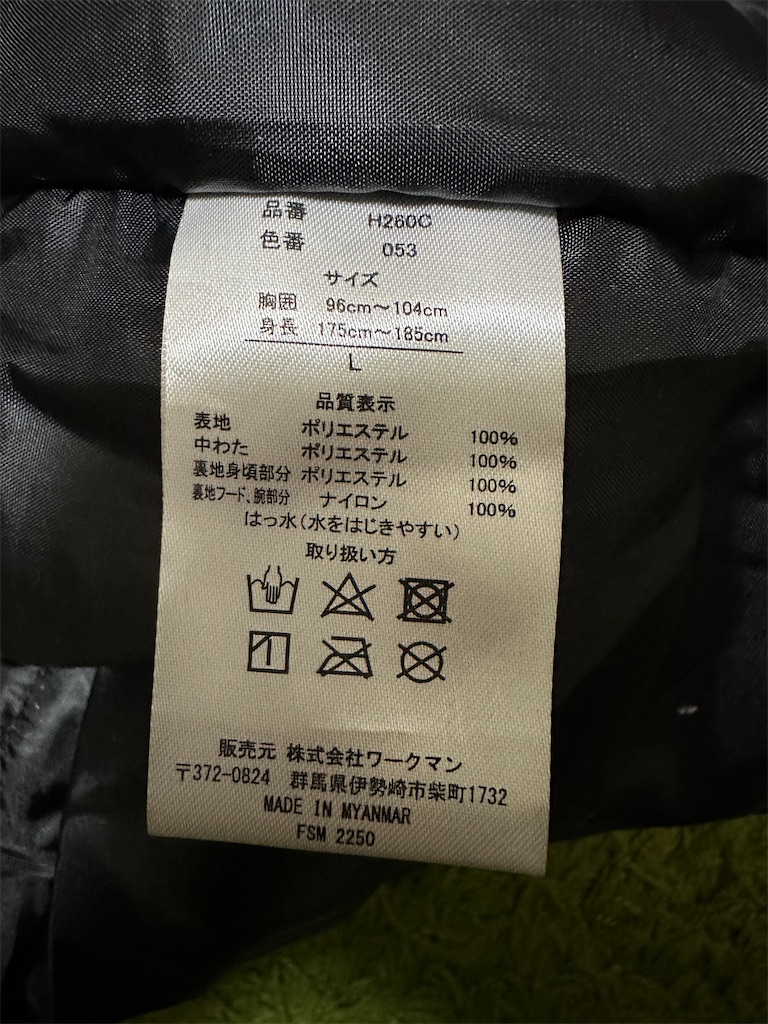 品番 H260C
色番 053
サイズ
胸囲 96cm～104cm
身長 175cm～185cm
L
品質表示
表地 ポリエステル 100%
中わた ポリエステル 100%
裏地身頃部分 ポリエステル 100%
裏地フード、腕部分 ナイロン 100%
はっ水（水をはじきやすい）
取り扱い方
販売元 株式会社ワークマン
〒372-0824 群馬県伊勢崎市柴町1732
MADE IN MYANMAR
FSM 2250